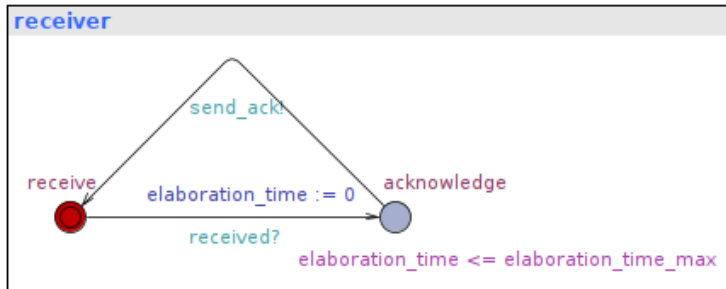 receiver
send_ack!
receive
elaboration_time := 0
acknowledge
received?
elaboration_time <= elaboration_time_max